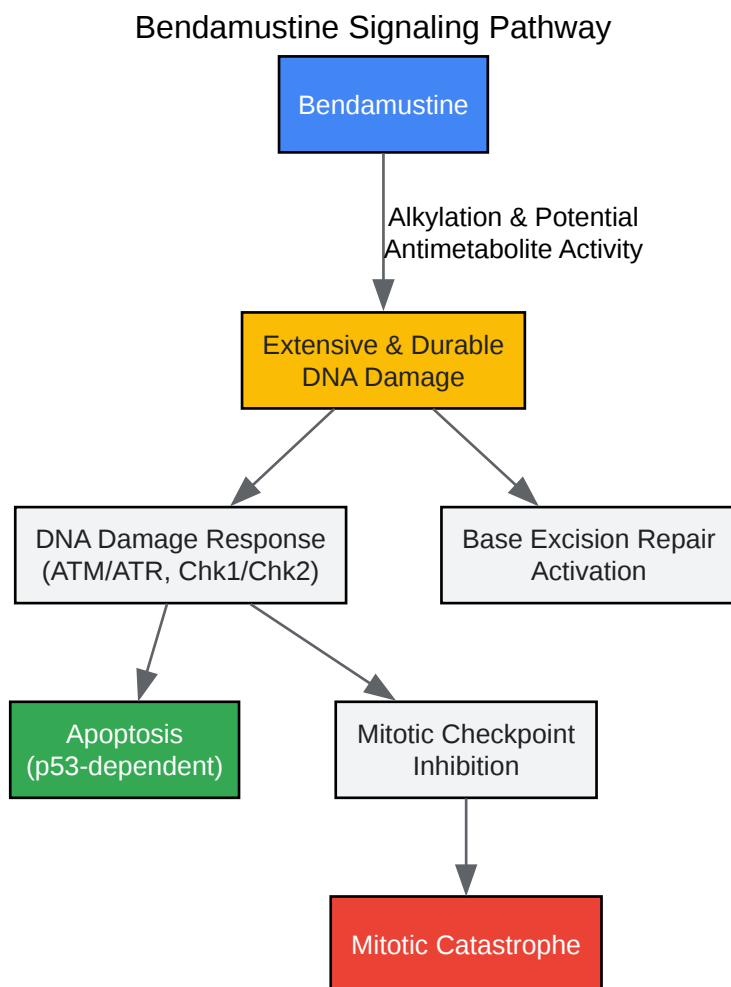 Bendamustine Signaling Pathway
Bendamustine
Alkylation & Potential
Antimetabolite Activity
Extensive & Durable
DNA Damage
DNA Damage Response
(ATM/ATR, Chk1/Chk2)
Base Excision Repair
Activation
Apoptosis
(p53-dependent)
Mitotic Checkpoint
Inhibition
Mitotic Catastrophe